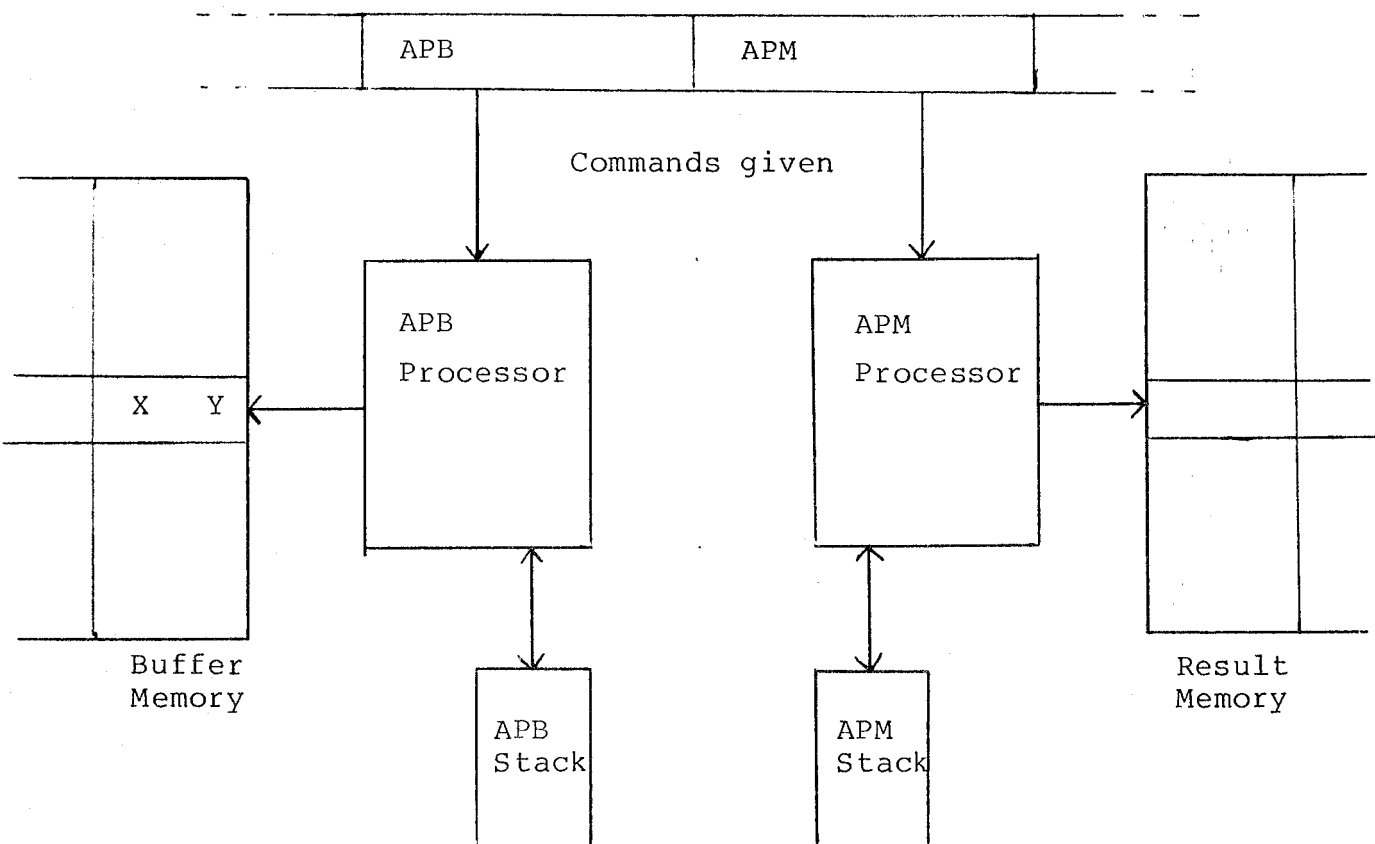 APB APM
Commands given
APB
Processor
APM
Processor
X Y
Buffer
Memory
Result
Memory
APB
Stack
APM
Stack